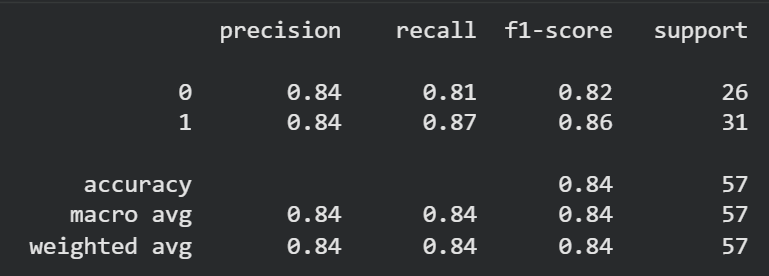 precision recall f1-score support
0 0.84 0.81 0.82 26
1 0.84 0.87 0.86 31
accuracy 0.84 57
macro avg 0.84 0.84 0.84 57
weighted avg 0.84 0.84 0.84 57